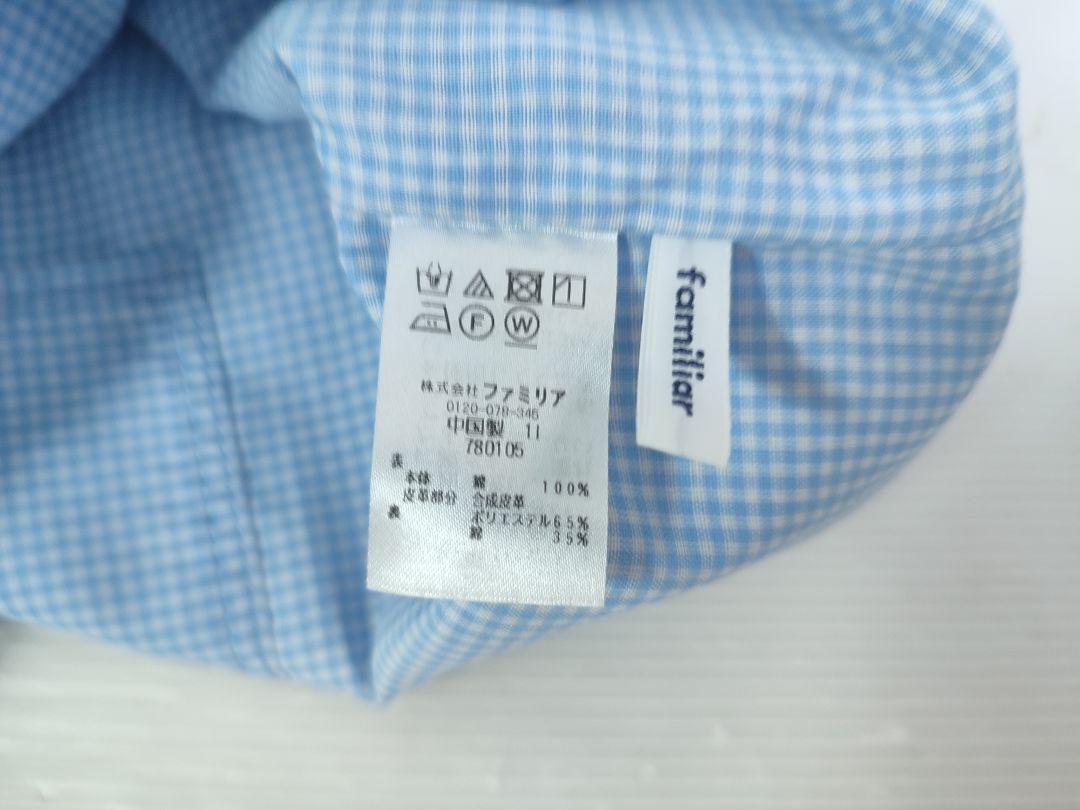 F W
株式会社 ファミリア
0120-078-345
中国製 11
780105
表
本体 綿 100%
皮革部分 合成皮革
表 ポリエステル65%
綿 35%
familiar